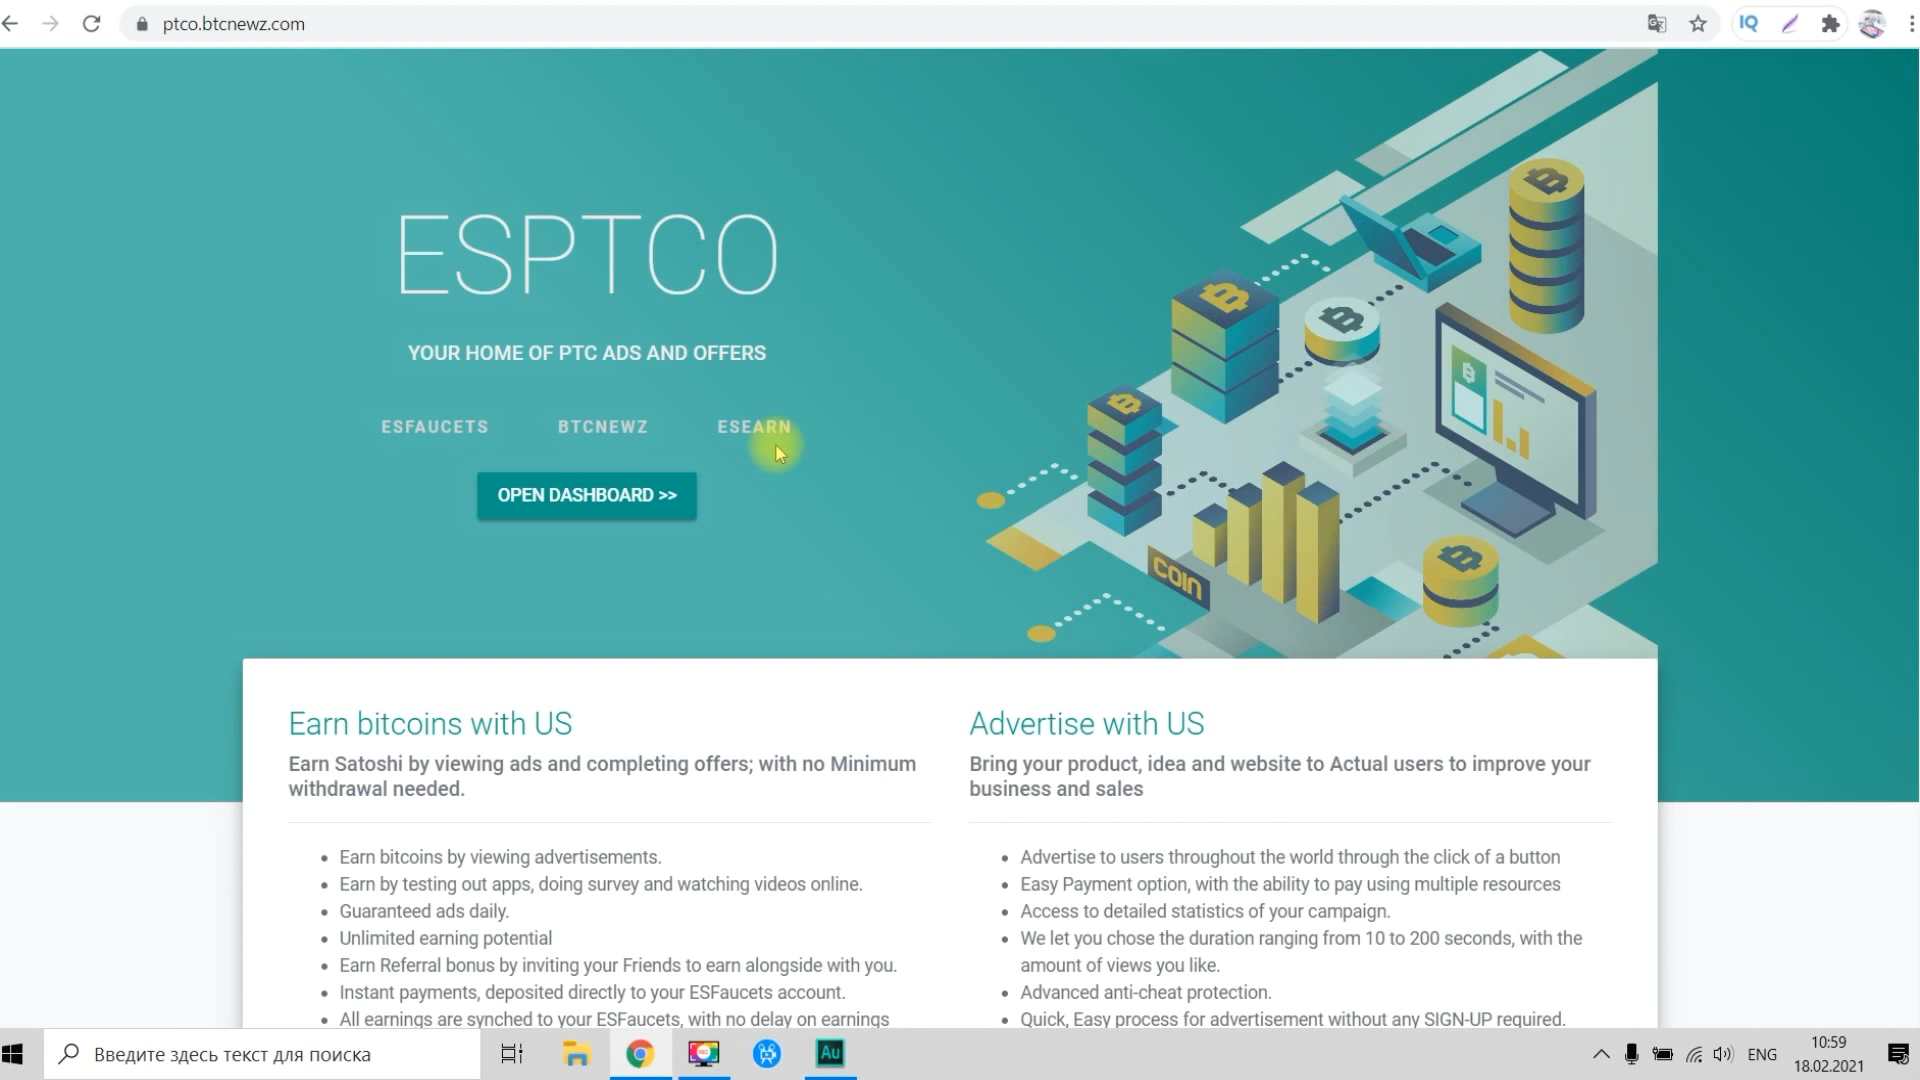 ptco.btcnewz.com
IQ
ESPTCO
YOUR HOME OF PTC ADS AND OFFERS
ESFAUCETS BTCNEWZ ESEARN
OPEN DASHBOARD >>
COIN
Earn bitcoins with US
Earn Satoshi by viewing ads and completing offers; with no Minimum
withdrawal needed.
Earn bitcoins by viewing advertisements.
Earn by testing out apps, doing survey and watching videos online.
Guaranteed ads daily.
Unlimited earning potential
Earn Referral bonus by inviting your Friends to earn alongside with you.
Instant payments, deposited directly to your ESFaucets account.
All earnings are synched to your ESFaucets, with no delay on earnings
Advertise with US
Bring your product, idea and website to Actual users to improve your
business and sales
Advertise to users throughout the world through the click of a button
Easy Payment option, with the ability to pay using multiple resources
Access to detailed statistics of your campaign.
We let you chose the duration ranging from 10 to 200 seconds, with the
amount of views you like.
Advanced anti-cheat protection.
Quick, Easy process for advertisement without any SIGN-UP required.
Введите здесь текст для поиска
Au
ENG
10:59
18.02.2021